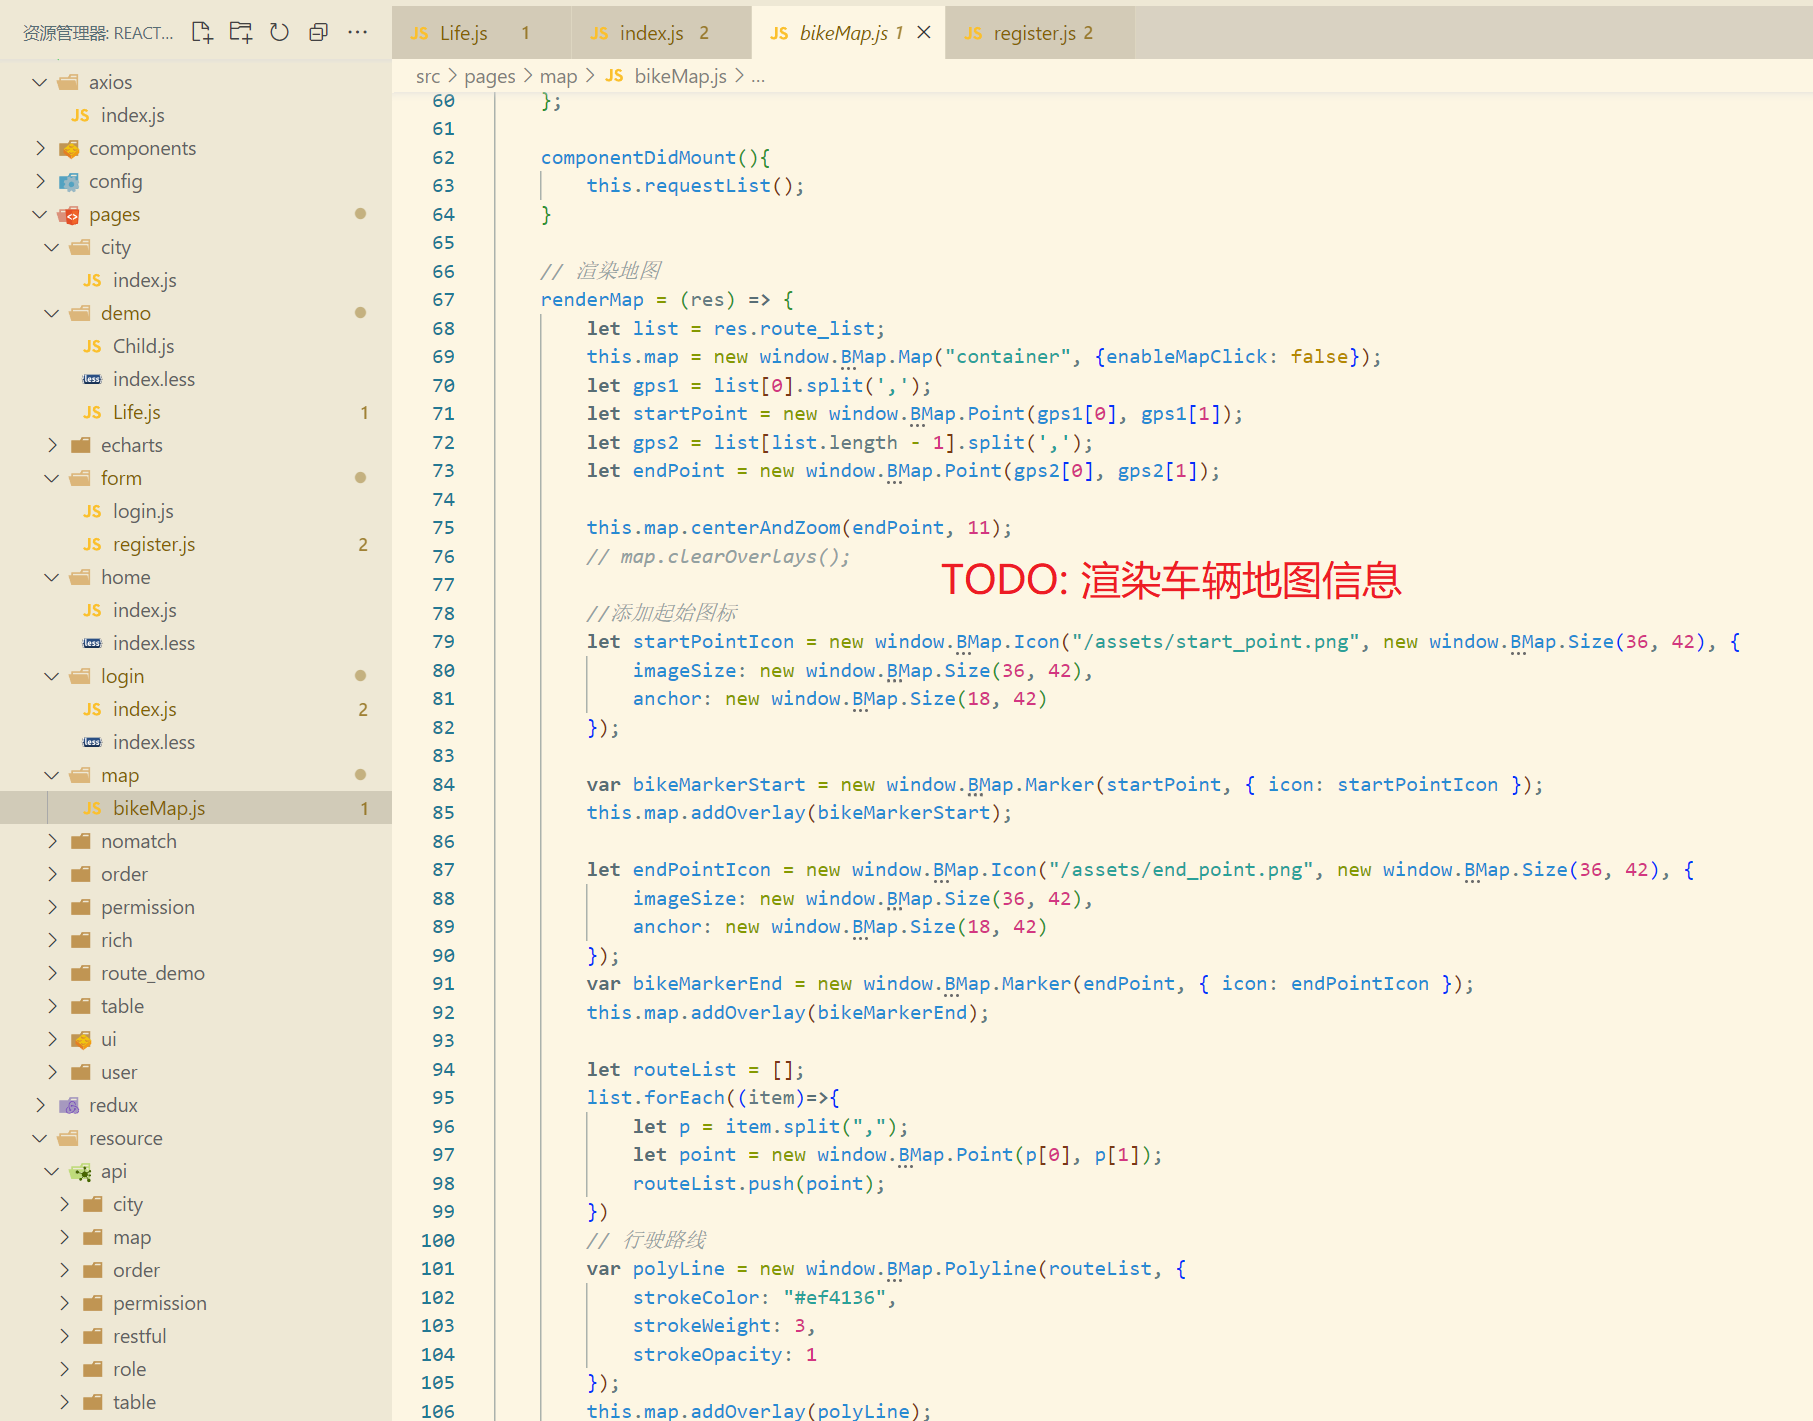 资源管理器: REACT...
axios
JS index.js
components
config
pages
city
JS index.js
demo
JS Child.js
less index.less
JS Life.js 1
echarts
form
JS login.js
JS register.js 2
home
JS index.js
less index.less
login
JS index.js 2
less index.less
map
JS bikeMap.js 1
nomatch
order
permission
rich
route_demo
table
ui
user
redux
resource
api
city
map
order
permission
restful
role
table
JS Life.js 1 JS index.js 2 JS bikeMap.js 1 JS register.js 2
src > pages > map > JS bikeMap.js > ...
60 };
61
62 componentDidMount(){
63 this.requestList();
64 }
65
66 // 渲染地图
67 renderMap = (res) => {
68 let list = res.route_list;
69 this.map = new window.BMap.Map("container", {enableMapClick: false});
70 let gps1 = list[0].split(',');
71 let startPoint = new window.BMap.Point(gps1[0], gps1[1]);
72 let gps2 = list[list.length - 1].split(',');
73 let endPoint = new window.BMap.Point(gps2[0], gps2[1]);
74
75 this.map.centerAndZoom(endPoint, 11);
76 // map.clearOverlays();
TODO: 渲染车辆地图信息
77
78 //添加起始图标
79 let startPointIcon = new window.BMap.Icon("/assets/start_point.png", new window.BMap.Size(36, 42), {
80 imageSize: new window.BMap.Size(36, 42),
81 anchor: new window.BMap.Size(18, 42)
82 });
83
84 var bikeMarkerStart = new window.BMap.Marker(startPoint, { icon: startPointIcon });
85 this.map.addOverlay(bikeMarkerStart);
86
87 let endPointIcon = new window.BMap.Icon("/assets/end_point.png", new window.BMap.Size(36, 42), {
88 imageSize: new window.BMap.Size(36, 42),
89 anchor: new window.BMap.Size(18, 42)
90 });
91 var bikeMarkerEnd = new window.BMap.Marker(endPoint, { icon: endPointIcon });
92 this.map.addOverlay(bikeMarkerEnd);
93
94 let routeList = [];
95 list.forEach((item)=>{
96 let p = item.split(",");
97 let point = new window.BMap.Point(p[0], p[1]);
98 routeList.push(point);
99 })
100 // 行驶路线
101 var polyLine = new window.BMap.Polyline(routeList, {
102 strokeColor: "#ef4136",
103 strokeWeight: 3,
104 strokeOpacity: 1
105 });
106 this.map.addOverlay(polyLine);